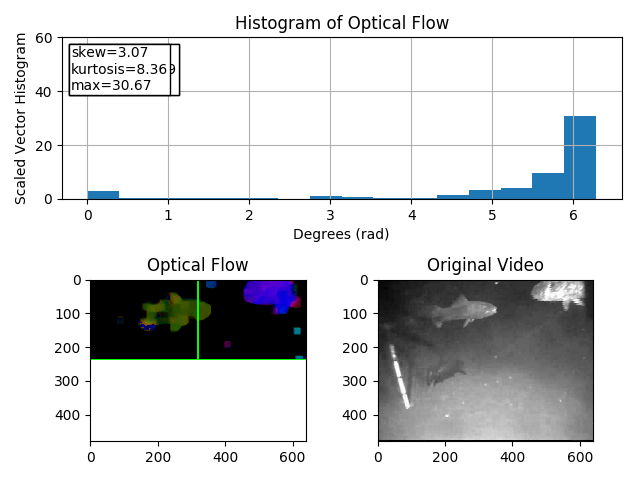 Histogram of Optical Flow
skew=3.07
kurtosis=8.369
max=30.67
Scaled Vector Histogram
60
40
20
0
0 1 2 3 4 5 6
Degrees (rad)
Optical Flow
0
100
200
300
400
0 200 400 600
Original Video
0
100
200
300
400
0 200 400 600